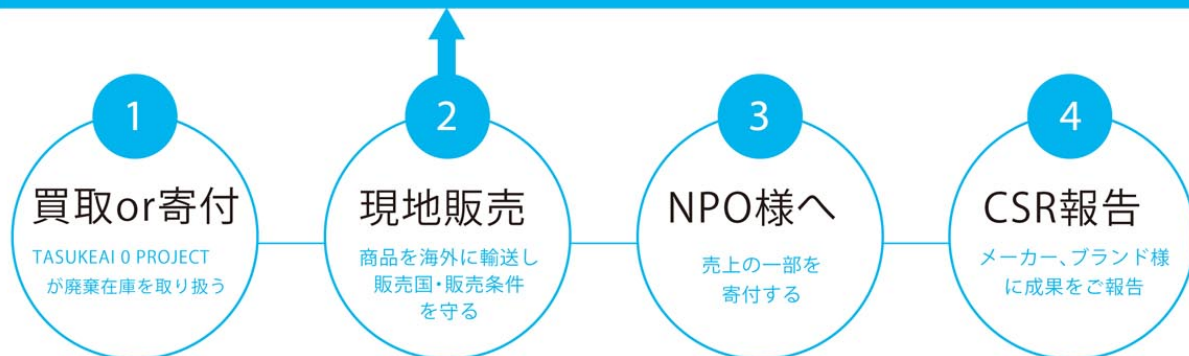 1
買取or寄付
TASUKEAI 0 PROJECT
が廃棄在庫を取り扱う
2
現地販売
商品を海外に輸送し
販売国・販売条件
を守る
3
NPO様へ
売上の一部を
寄付する
4
CSR報告
メーカー、ブランド様
に成果をご報告